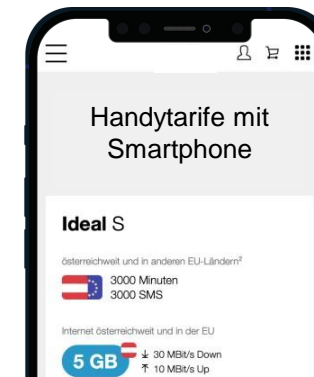 Handytarife mit
Smartphone
Ideal S
österreichweit und in anderen EU-Ländern²
3000 Minuten
3000 SMS
Internet österreichweit und in der EU
5 GB
30 MBit/s Down
10 MBit/s Up